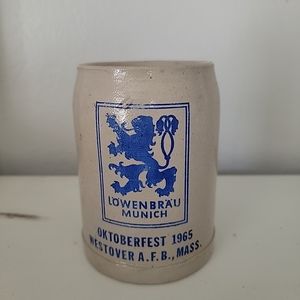 LÖWENBRÄU
MUNICH
OKTOBERFEST 1965
WESTOVER A.F.B., MASS.